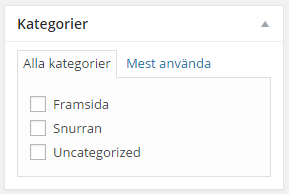 Kategorier
Alla kategorier Mest använda
Framsida
Snurran
Uncategorized